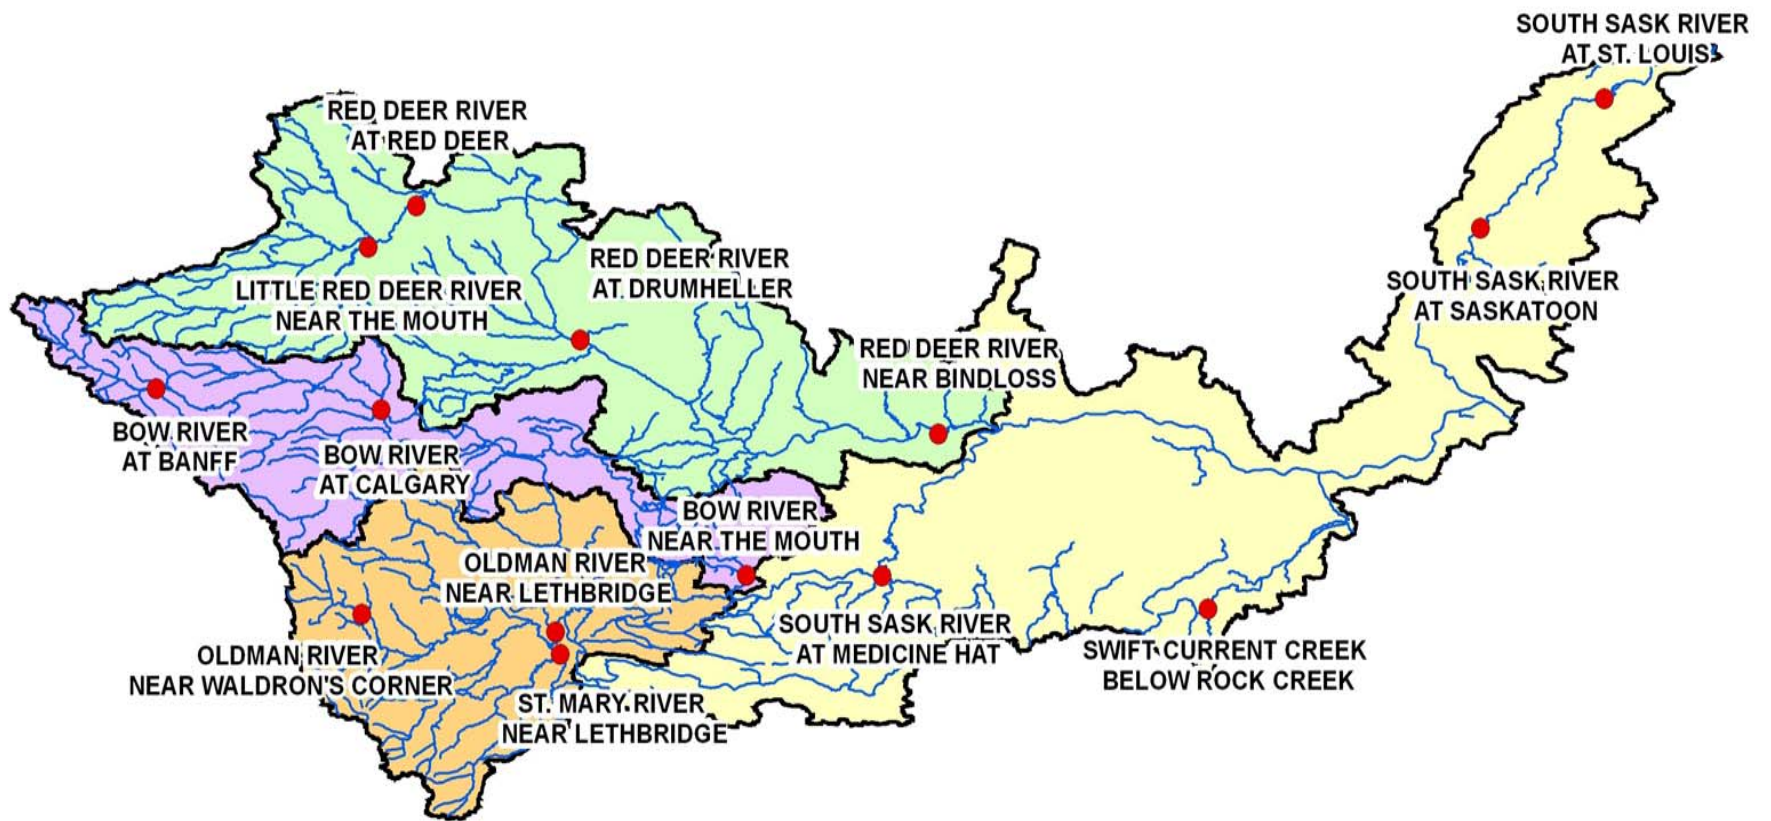 SOUTH SASK RIVER
AT ST. LOUIS
RED DEER RIVER
AT RED DEER
RED DEER RIVER
AT DRUMHELLER
LITTLE RED DEER RIVER
NEAR THE MOUTH
SOUTH SASK RIVER
AT SASKATOON
RED DEER RIVER
NEAR BINDLOSS
BOW RIVER
AT BANFF
BOW RIVER
AT CALGARY
BOW RIVER
NEAR THE MOUTH
OLDMAN RIVER
NEAR LETHBRIDGE
SOUTH SASK RIVER
AT MEDICINE HAT
SWIFT CURRENT CREEK
BELOW ROCK CREEK
OLDMAN RIVER
NEAR WALDRON'S CORNER
ST. MARY RIVER
NEAR LETHBRIDGE